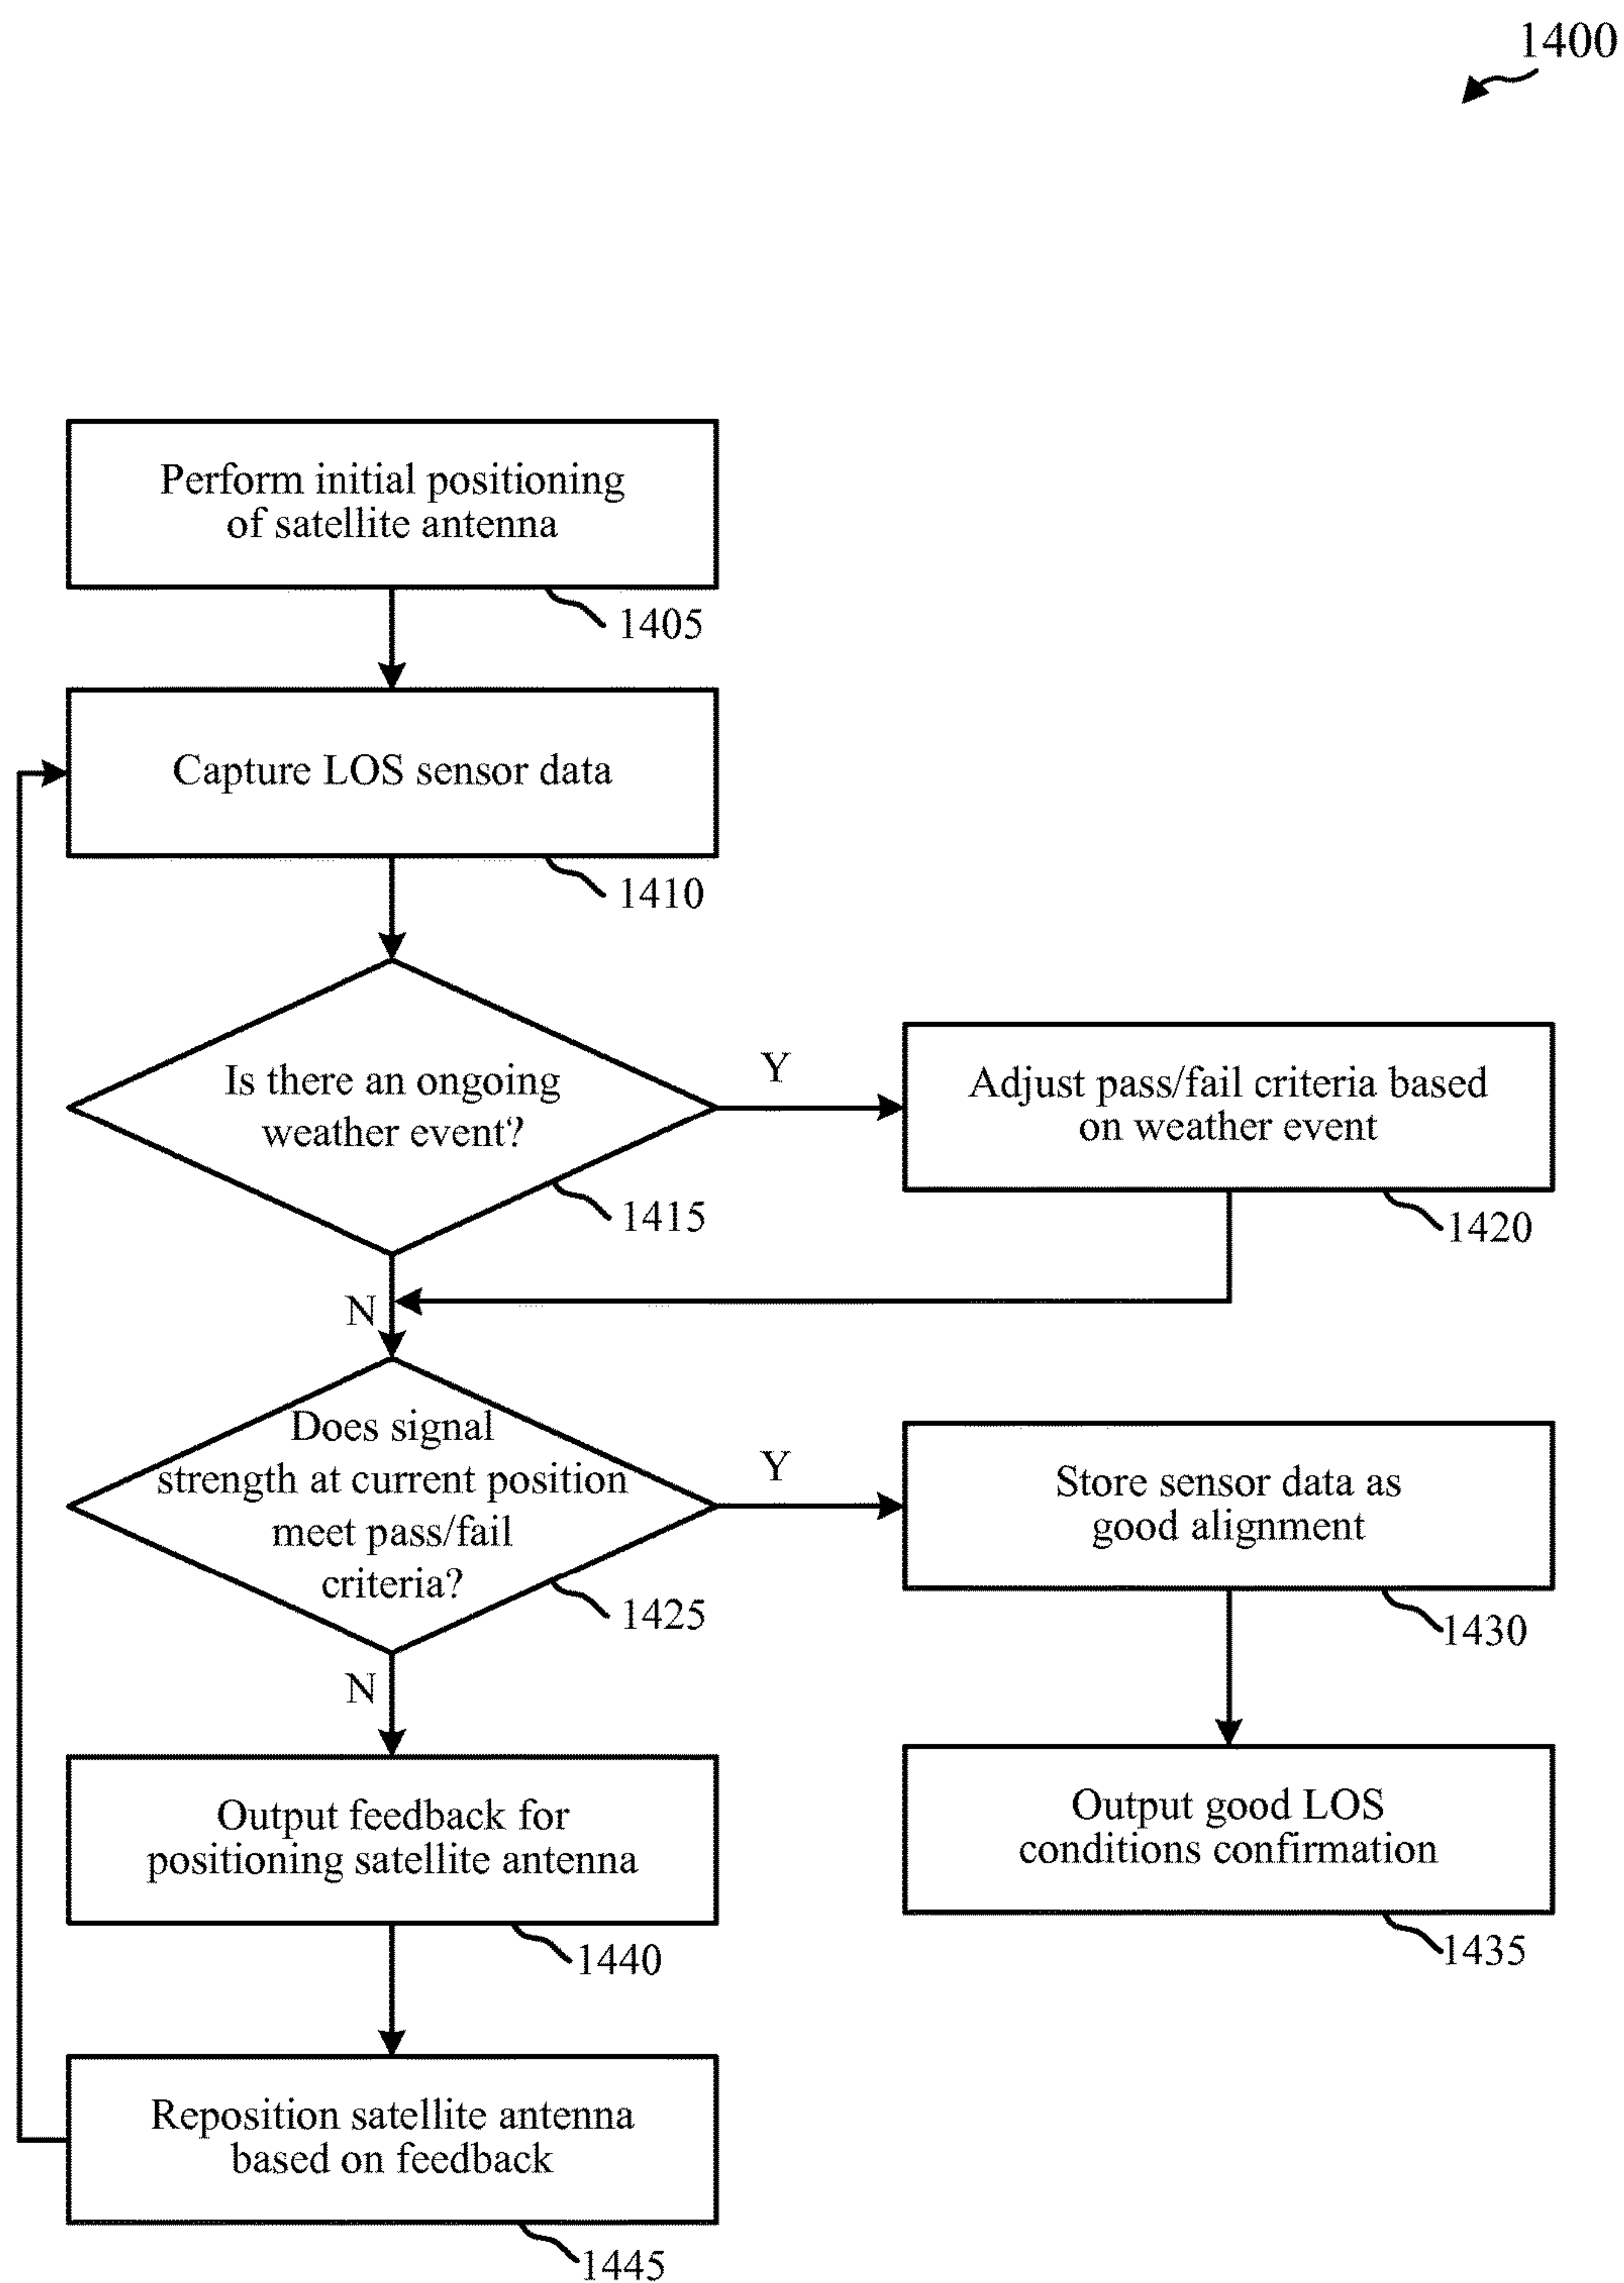 1400
Perform initial positioning
of satellite antenna
1405
Capture LOS sensor data
1410
Is there an ongoing
weather event?
1415
Y
Adjust pass/fail criteria based
on weather event
1420
N
Does signal
strength at current position
meet pass/fail
criteria?
1425
Y
Store sensor data as
good alignment
1430
Output good LOS
conditions confirmation
1435
N
Output feedback for
positioning satellite antenna
1440
Reposition satellite antenna
based on feedback
1445